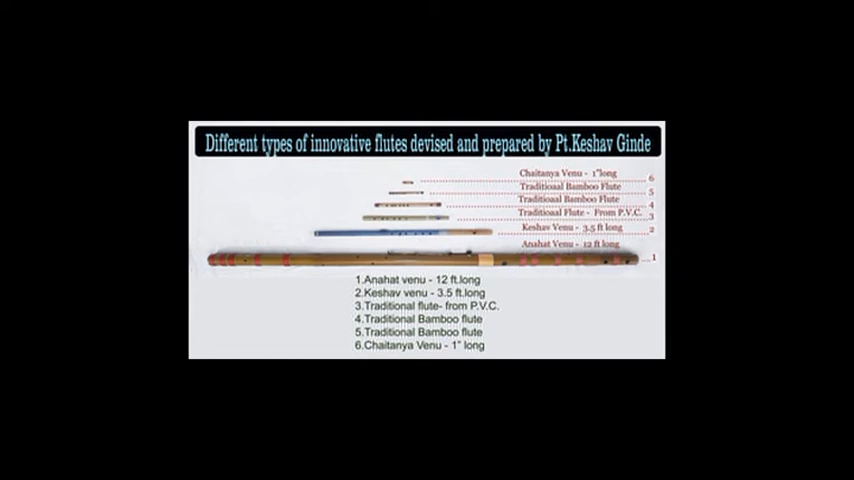 Different types of innovative flutes devised and prepared by Pt.Keshav Ginde
Chaitanya Venu - 1"long 6
Traditioaal Bamboo Flute 5
Traditioaal Bamboo Flute 4
Traditioaal Flute - From P.V.C. 3
Keshav Venu - 3.5 ft long 2
Anahat Venu - 12 ft long 1
1.Anahat venu - 12 ft.long
2.Keshav venu - 3.5 ft.long
3.Traditional flute- from P.V.C.
4.Traditional Bamboo flute
5.Traditional Bamboo flute
6.Chaitanya Venu - 1" long